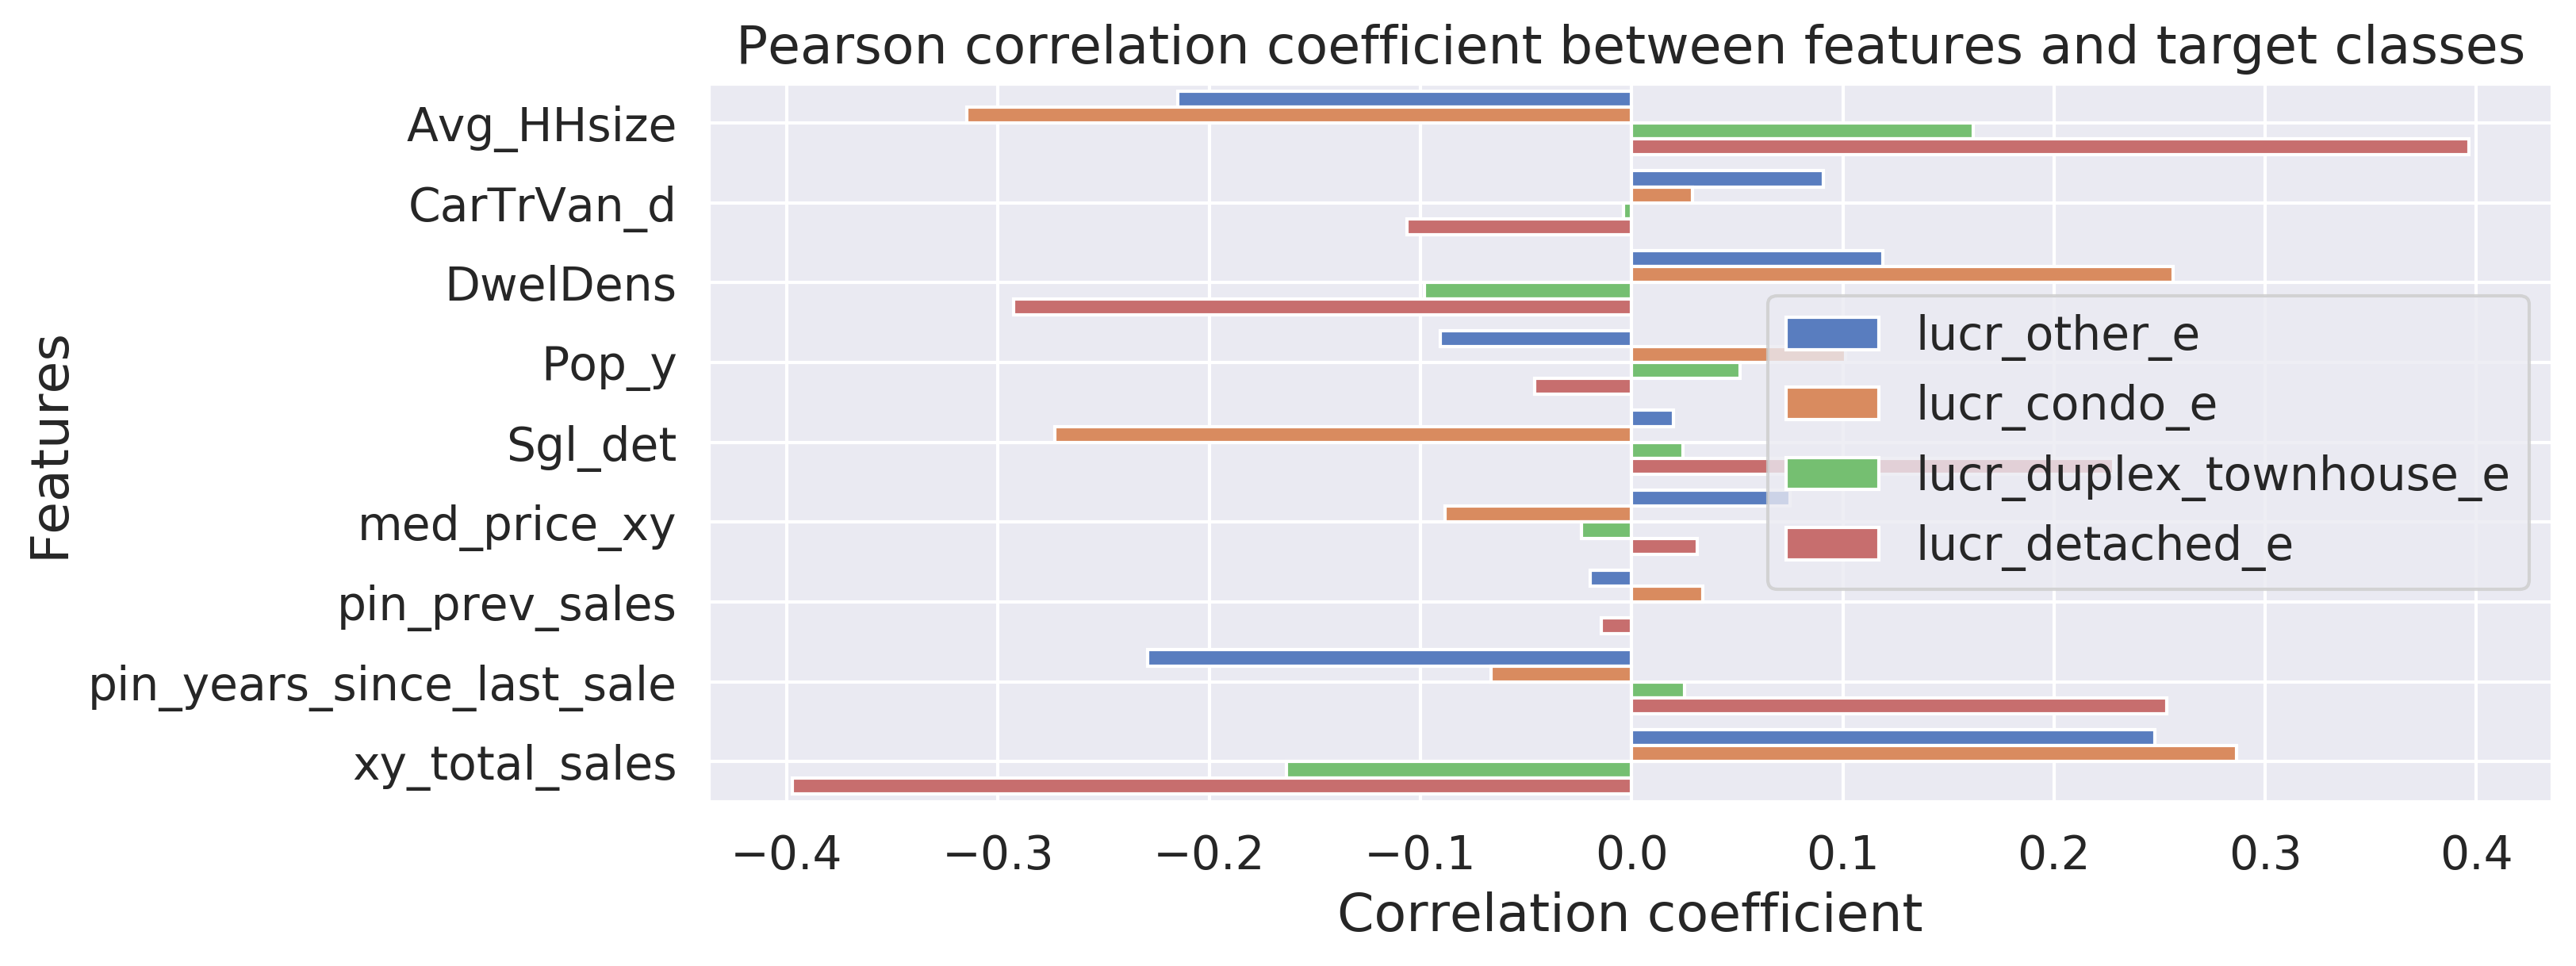 Pearson correlation coefficient between features and target classes
Features
Avg_HHsize
CarTrVan_d
DwelDens
Pop_y
Sgl_det
med_price_xy
pin_prev_sales
pin_years_since_last_sale
xy_total_sales
lucr_other_e
lucr_condo_e
lucr_duplex_townhouse_e
lucr_detached_e
−0.4 −0.3 −0.2 −0.1 0.0 0.1 0.2 0.3 0.4
Correlation coefficient